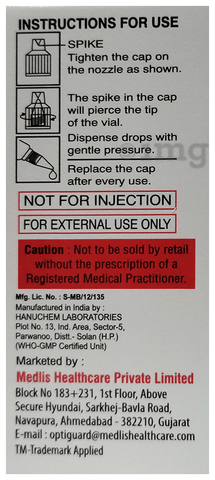 INSTRUCTIONS FOR USE
SPIKE
Tighten the cap on
the nozzle as shown.
The spike in the cap
will pierce the tip
of the vial.
Dispense drops with
gentle pressure.
Replace the cap
after every use.
NOT FOR INJECTION
FOR EXTERNAL USE ONLY
Caution : Not to be sold by retail
without the prescription of a
Registered Medical Practitioner.
Mfg. Lic. No. : S-MB/12/135
Manufactured in India by :
HANUCHEM LABORATORIES
Plot No. 13, Ind. Area, Sector-5,
Parwanoo, Distt.- Solan (H.P.)
(WHO-GMP Certified Unit)
Marketed by :
Medlis Healthcare Private Limited
Block No 183+231, 1st Floor, Above
Secure Hyundai, Sarkhej-Bavla Road,
Navapura, Ahmedabad - 382210, Gujarat
E-mail : optiguard@medlishealthcare.com
TM-Trademark Applied